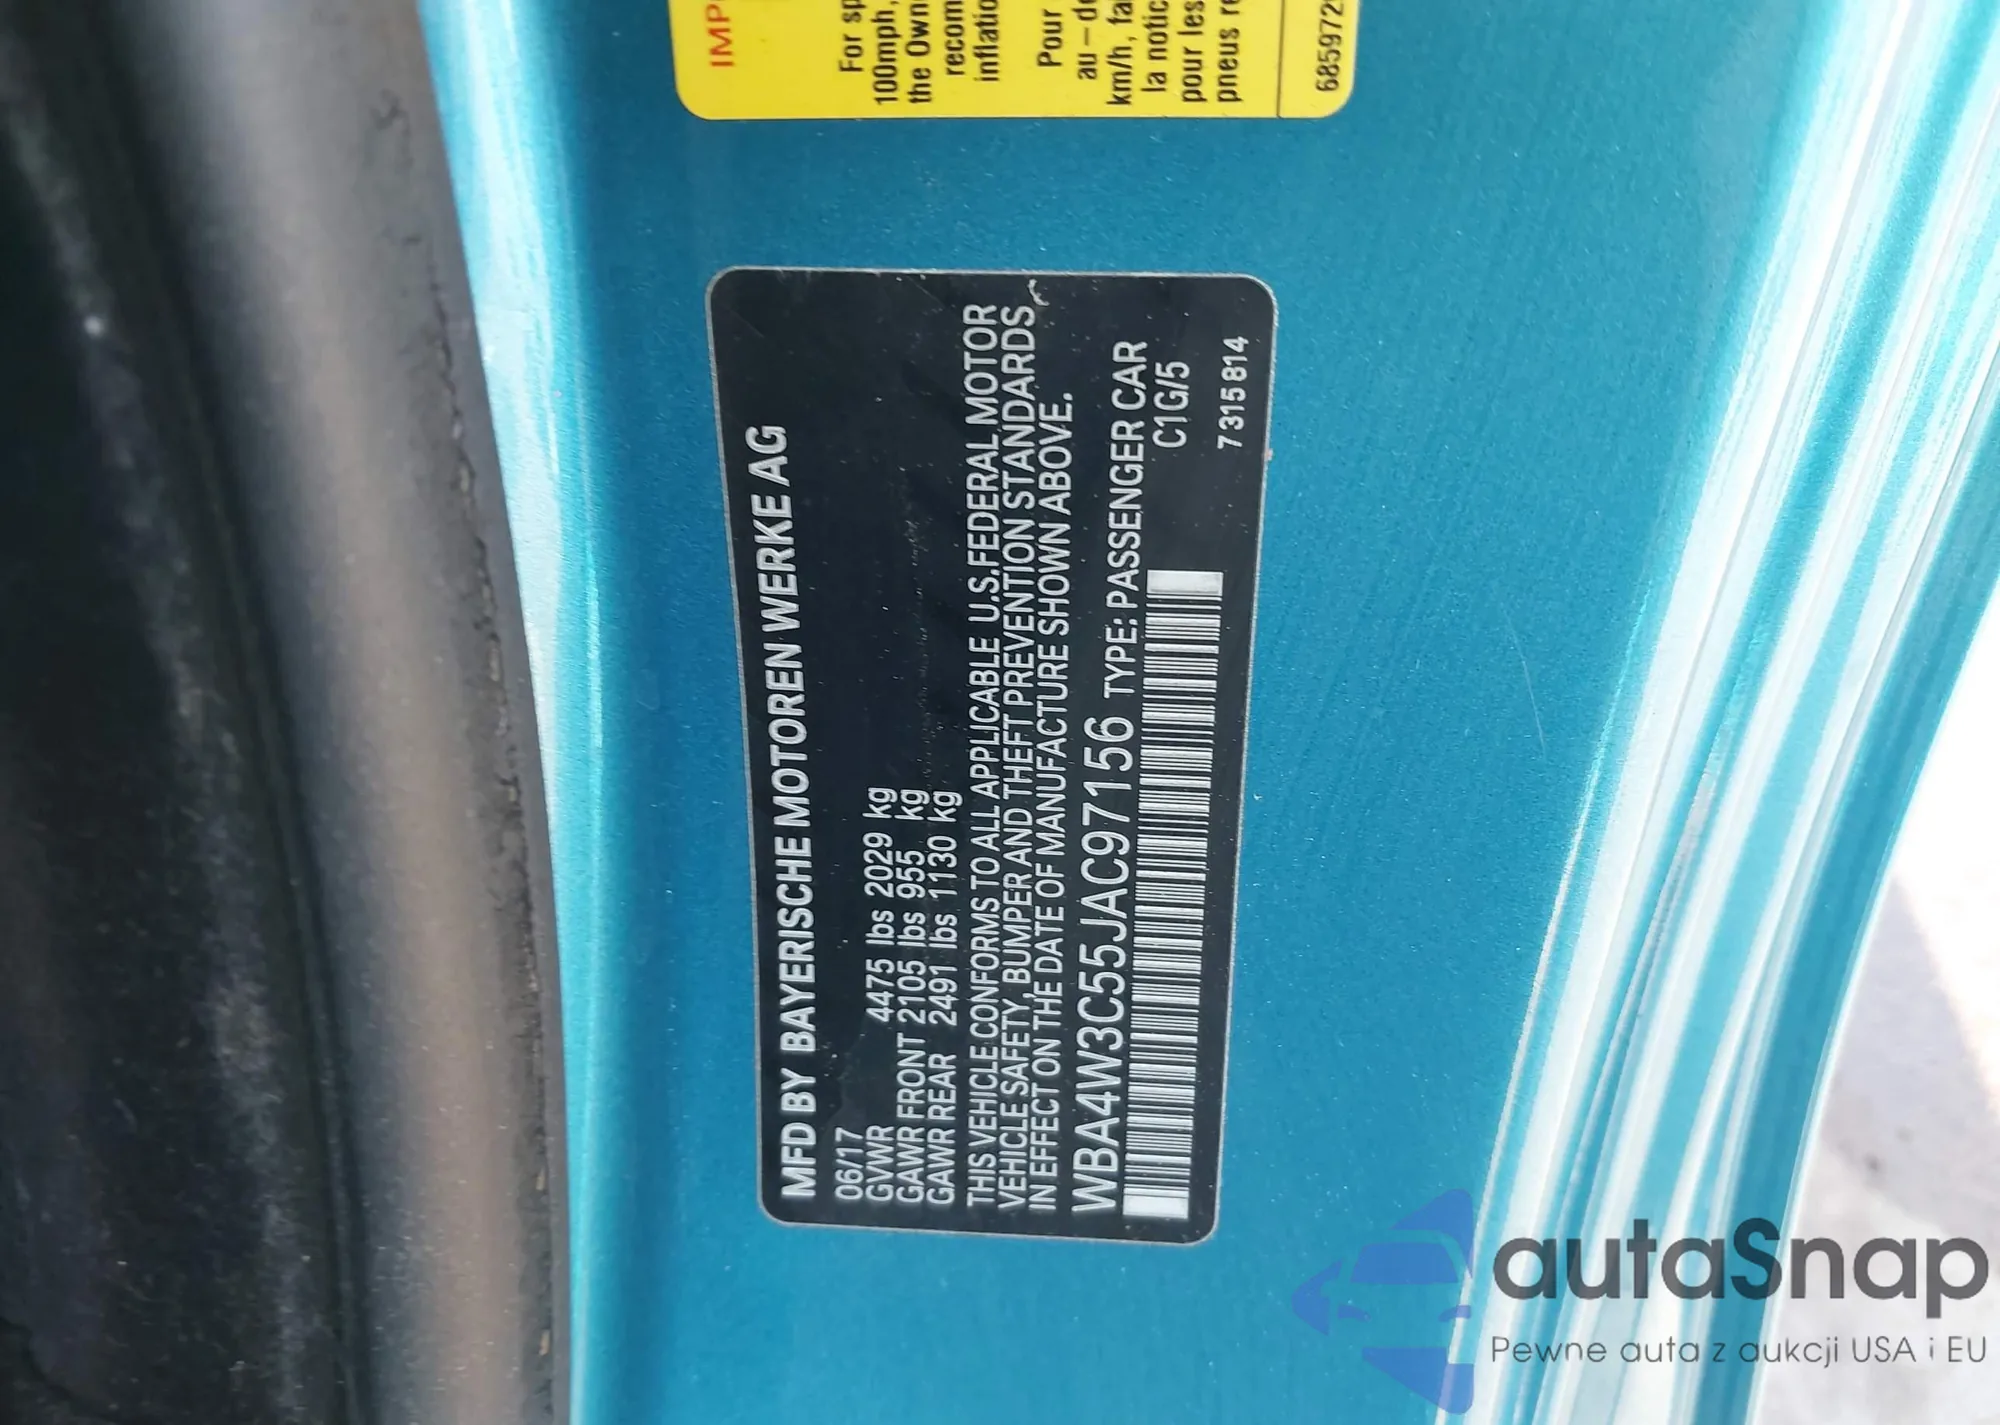 IMP
For sp
100mph,
the Own
recom
inflatio
Pour
au-de
km/h, fa
la notic
pour les
pneus re
6859729
MFD BY BAYERISCHE MOTOREN WERKE AG
06/17
GVWR 4475 lbs 2029 kg
GAWR FRONT 2105 lbs 955 kg
GAWR REAR 2491 lbs 1130 kg
THIS VEHICLE CONFORMS TO ALL APPLICABLE U.S.FEDERAL MOTOR
VEHICLE SAFETY, BUMPER AND THEFT PREVENTION STANDARDS
IN EFFECT ON THE DATE OF MANUFACTURE SHOWN ABOVE.
WBA4W3C55JAC97156 TYPE: PASSENGER CAR
C1G/5
7315814
autaSnap
Pewne auta z aukcji USA i EU